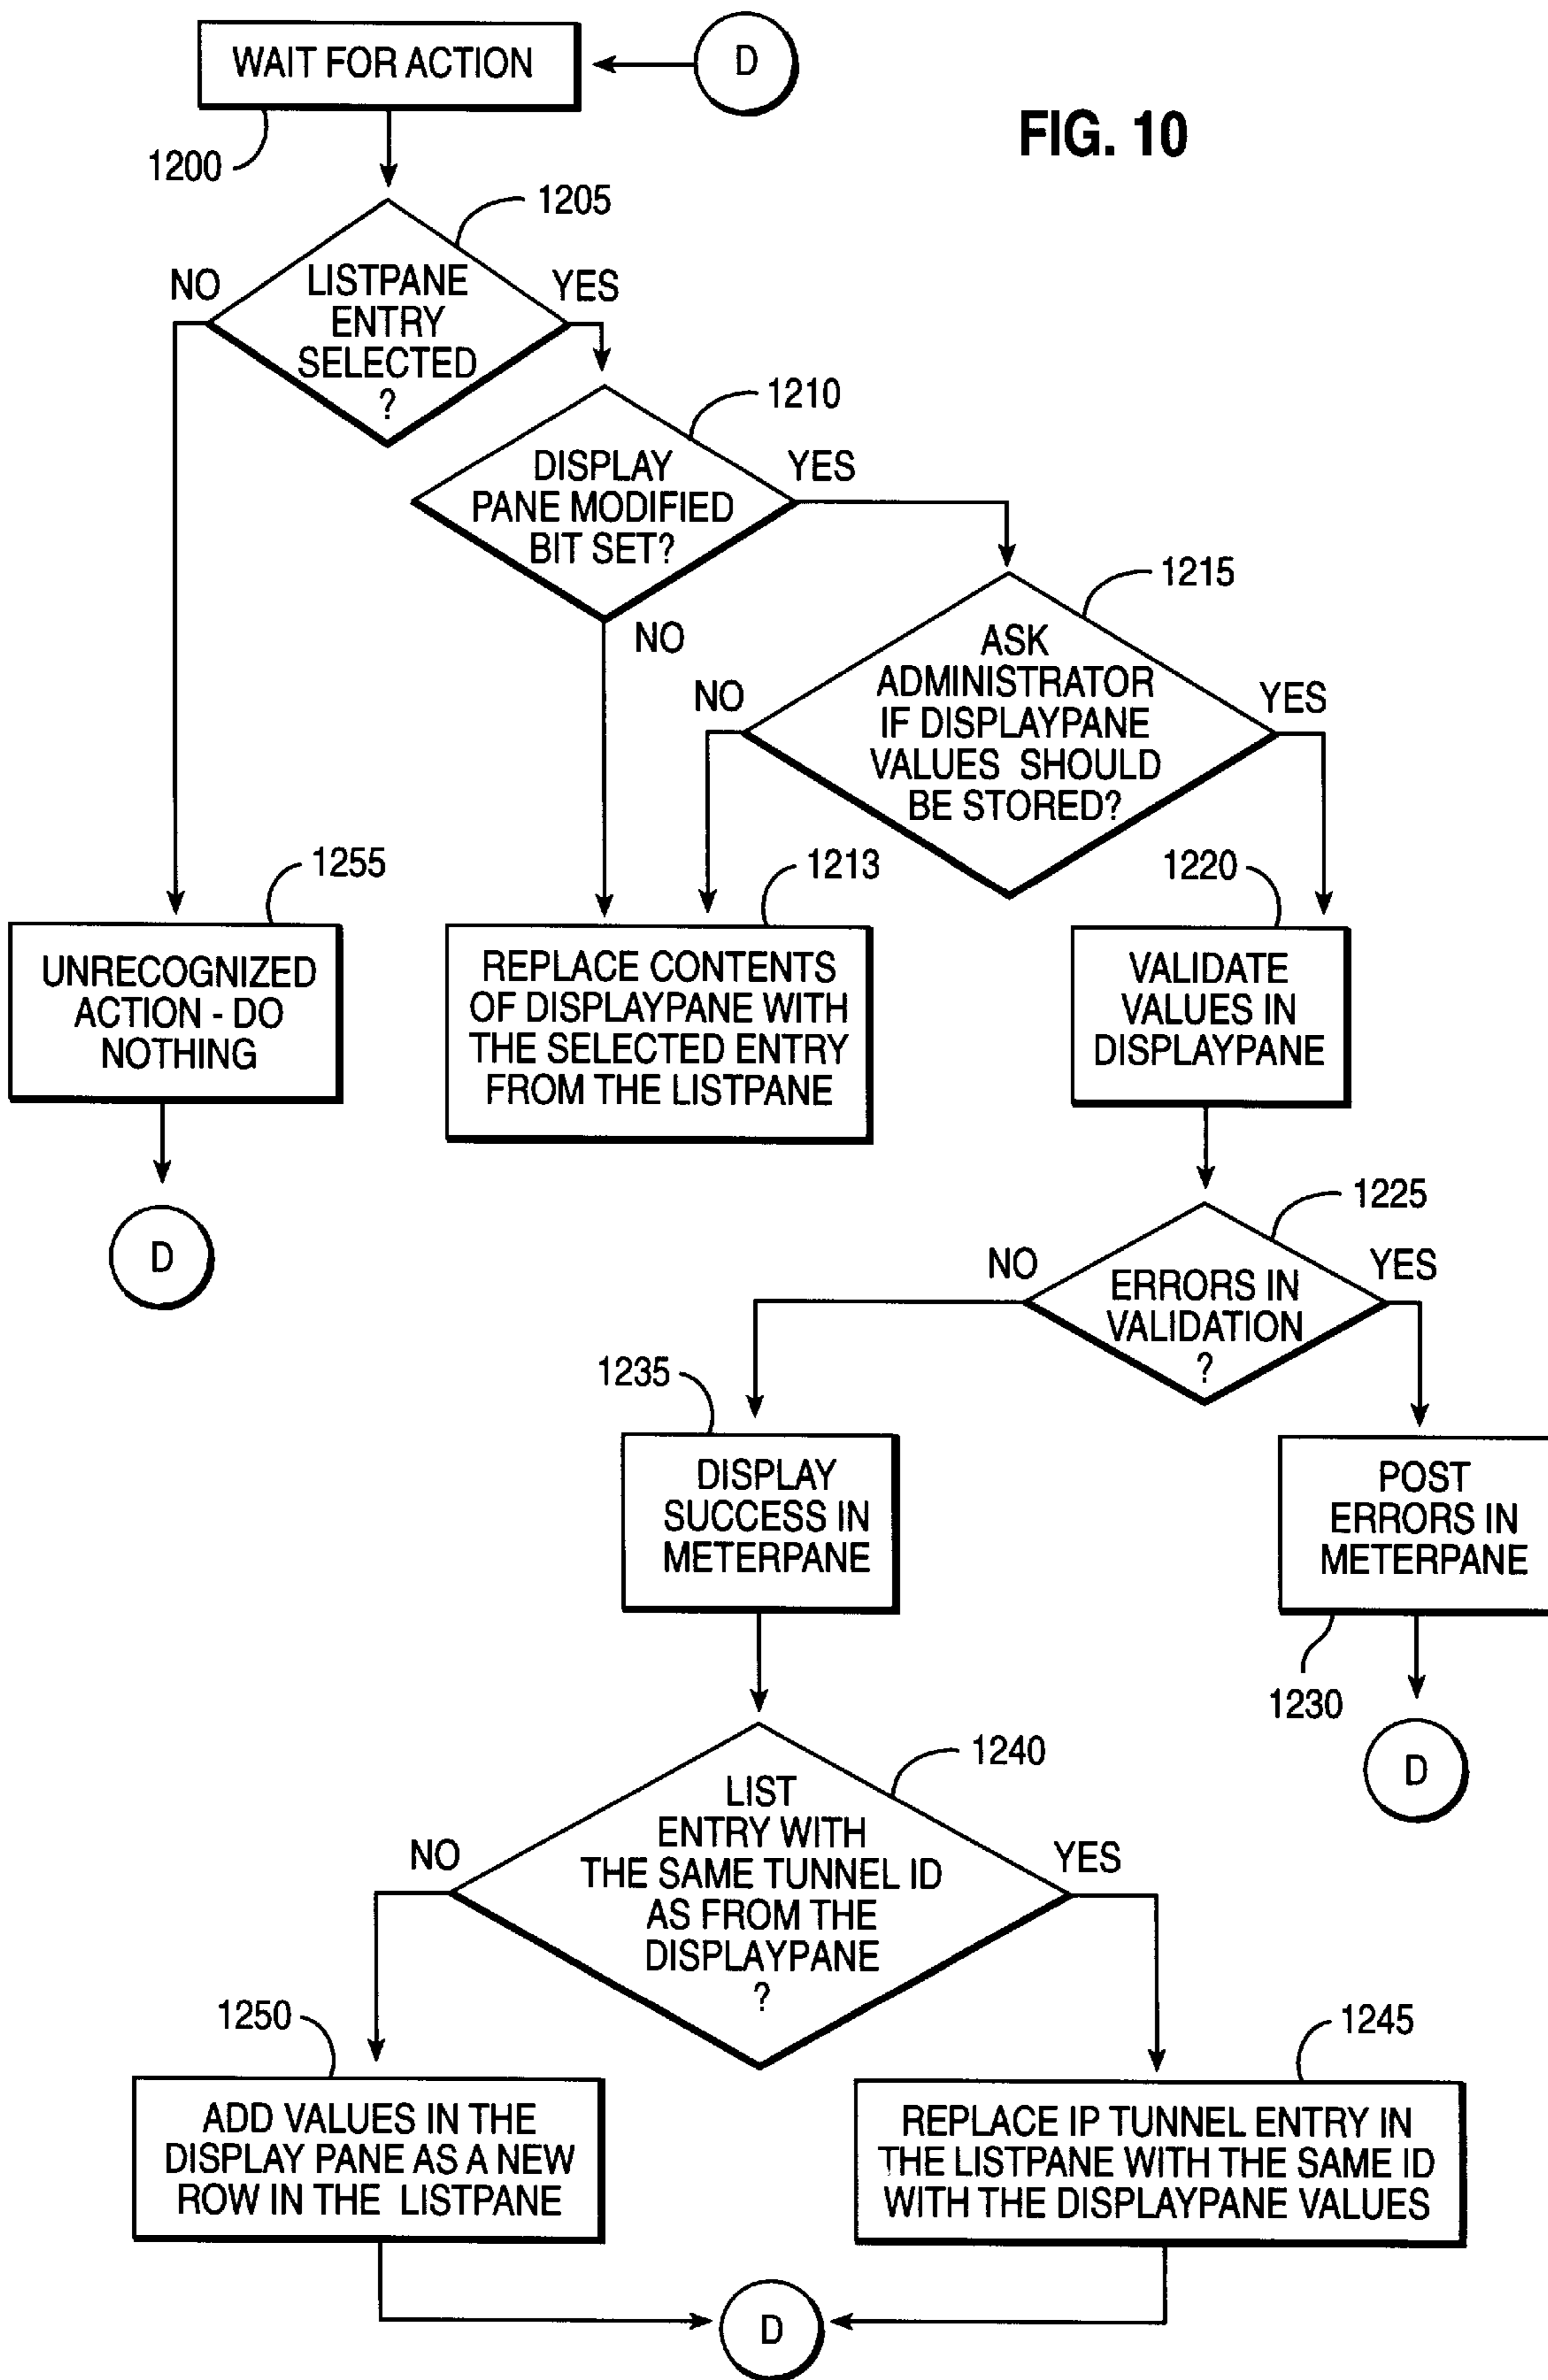 WAIT FOR ACTION
D
FIG. 10
1200
1205
NO
LISTPANE
ENTRY
SELECTED
?
YES
1210
DISPLAY
PANE MODIFIED
BIT SET?
YES
NO
1215
ASK
ADMINISTRATOR
IF DISPLAYPANE
VALUES SHOULD
BE STORED?
NO
YES
1255
UNRECOGNIZED
ACTION - DO
NOTHING
D
1213
REPLACE CONTENTS
OF DISPLAYPANE WITH
THE SELECTED ENTRY
FROM THE LISTPANE
1220
VALIDATE
VALUES IN
DISPLAYPANE
1225
NO
ERRORS IN
VALIDATION
?
YES
1235
DISPLAY
SUCCESS IN
METERPANE
POST
ERRORS IN
METERPANE
1230
D
1240
LIST
ENTRY WITH
THE SAME TUNNEL ID
AS FROM THE
DISPLAYPANE
?
NO
YES
1250
ADD VALUES IN THE
DISPLAY PANE AS A NEW
ROW IN THE LISTPANE
1245
REPLACE IP TUNNEL ENTRY IN
THE LISTPANE WITH THE SAME ID
WITH THE DISPLAYPANE VALUES
D